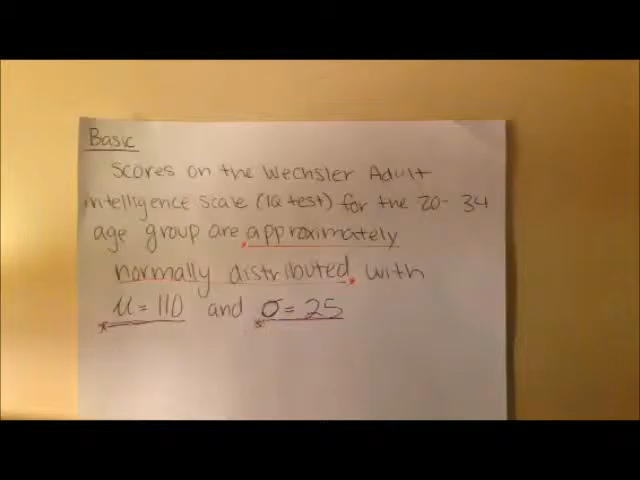 Basic
Scores on the Wechsler Adult
intelligence scale (IQ test) for the 20- 34
age group are approximately
normally distributed, with
μ = 110 and σ = 25